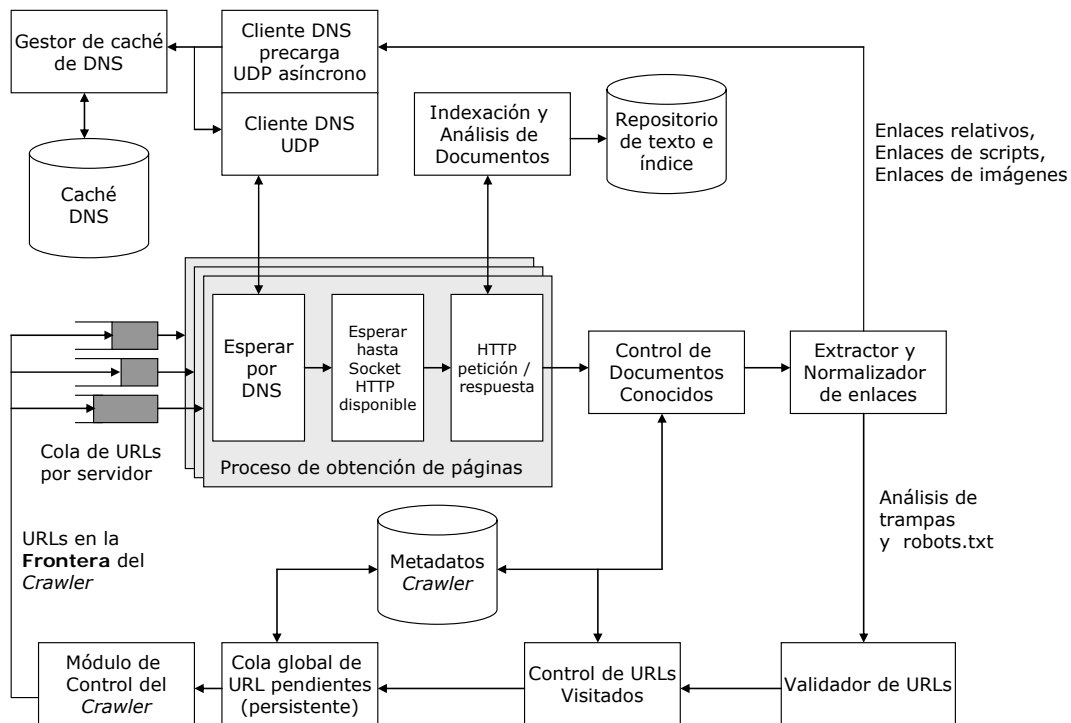 Gestor de caché
de DNS
Cliente DNS
precarga
UDP asíncrono
Cliente DNS
UDP
Caché
DNS
Indexación y
Análisis de
Documentos
Repositorio
de texto e
índice
Enlaces relativos,
Enlaces de scripts,
Enlaces de imágenes
Esperar
por
DNS
Esperar
hasta
Socket
HTTP
disponible
HTTP
petición /
respuesta
Proceso de obtención de páginas
Control de
Documentos
Conocidos
Extractor y
Normalizador
de enlaces
Cola de URLs
por servidor
Análisis de
trampas
y robots.txt
URLs en la
Frontera del
Crawler
Metadatos
Crawler
Módulo de
Control del
Crawler
Cola global de
URL pendientes
(persistente)
Control de URLs
Visitados
Validador de URLs